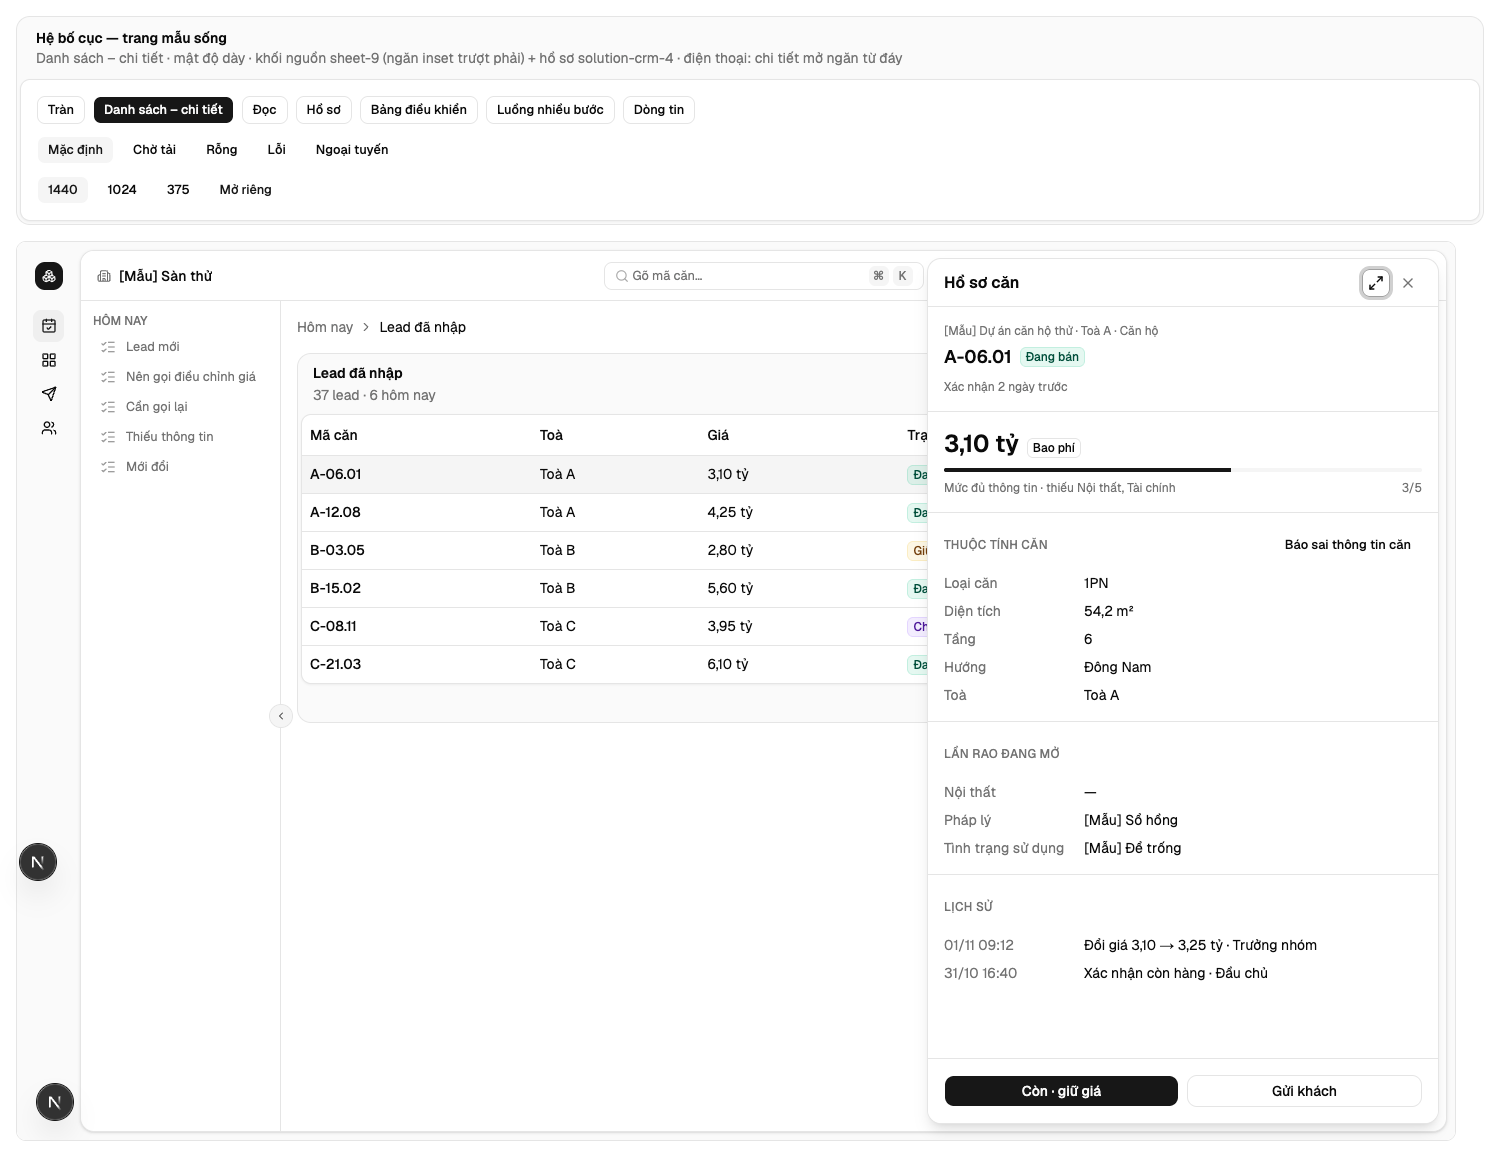 Hệ bố cục — trang mẫu sống
Danh sách – chi tiết · mật độ dày · khối nguồn sheet-9 (ngăn inset trượt phải) + hồ sơ solution-crm-4 · điện thoại: chi tiết mở ngăn từ đáy
Tràn Danh sách – chi tiết Đọc Hồ sơ Bảng điều khiển Luồng nhiều bước Dòng tin
Mặc định Chờ tải Rỗng Lỗi Ngoại tuyến
1440 1024 375 Mở riêng
[Mẫu] Sàn thử
Gõ mã căn... ⌘ K
HÔM NAY
Lead mới
Nên gọi điều chỉnh giá
Cần gọi lại
Thiếu thông tin
Mới đổi
Hôm nay > Lead đã nhập
Lead đã nhập
37 lead · 6 hôm nay
Mã căn Toà Giá Trạ
A-06.01 Toà A 3,10 tỷ Đa
A-12.08 Toà A 4,25 tỷ Đa
B-03.05 Toà B 2,80 tỷ Giữ
B-15.02 Toà B 5,60 tỷ Đa
C-08.11 Toà C 3,95 tỷ Ch
C-21.03 Toà C 6,10 tỷ Đa
Hồ sơ căn
[Mẫu] Dự án căn hộ thử · Toà A · Căn hộ
A-06.01 Đang bán
Xác nhận 2 ngày trước
3,10 tỷ Bao phí
Mức đủ thông tin · thiếu Nội thất, Tài chính 3/5
THUỘC TÍNH CĂN Báo sai thông tin căn
Loại căn 1PN
Diện tích 54,2 m²
Tầng 6
Hướng Đông Nam
Toà Toà A
LẦN RAO ĐANG MỞ
Nội thất —
Pháp lý [Mẫu] Sổ hồng
Tình trạng sử dụng [Mẫu] Để trống
LỊCH SỬ
01/11 09:12 Đổi giá 3,10 → 3,25 tỷ · Trưởng nhóm
31/10 16:40 Xác nhận còn hàng · Đầu chủ
Còn · giữ giá Gửi khách
N
N